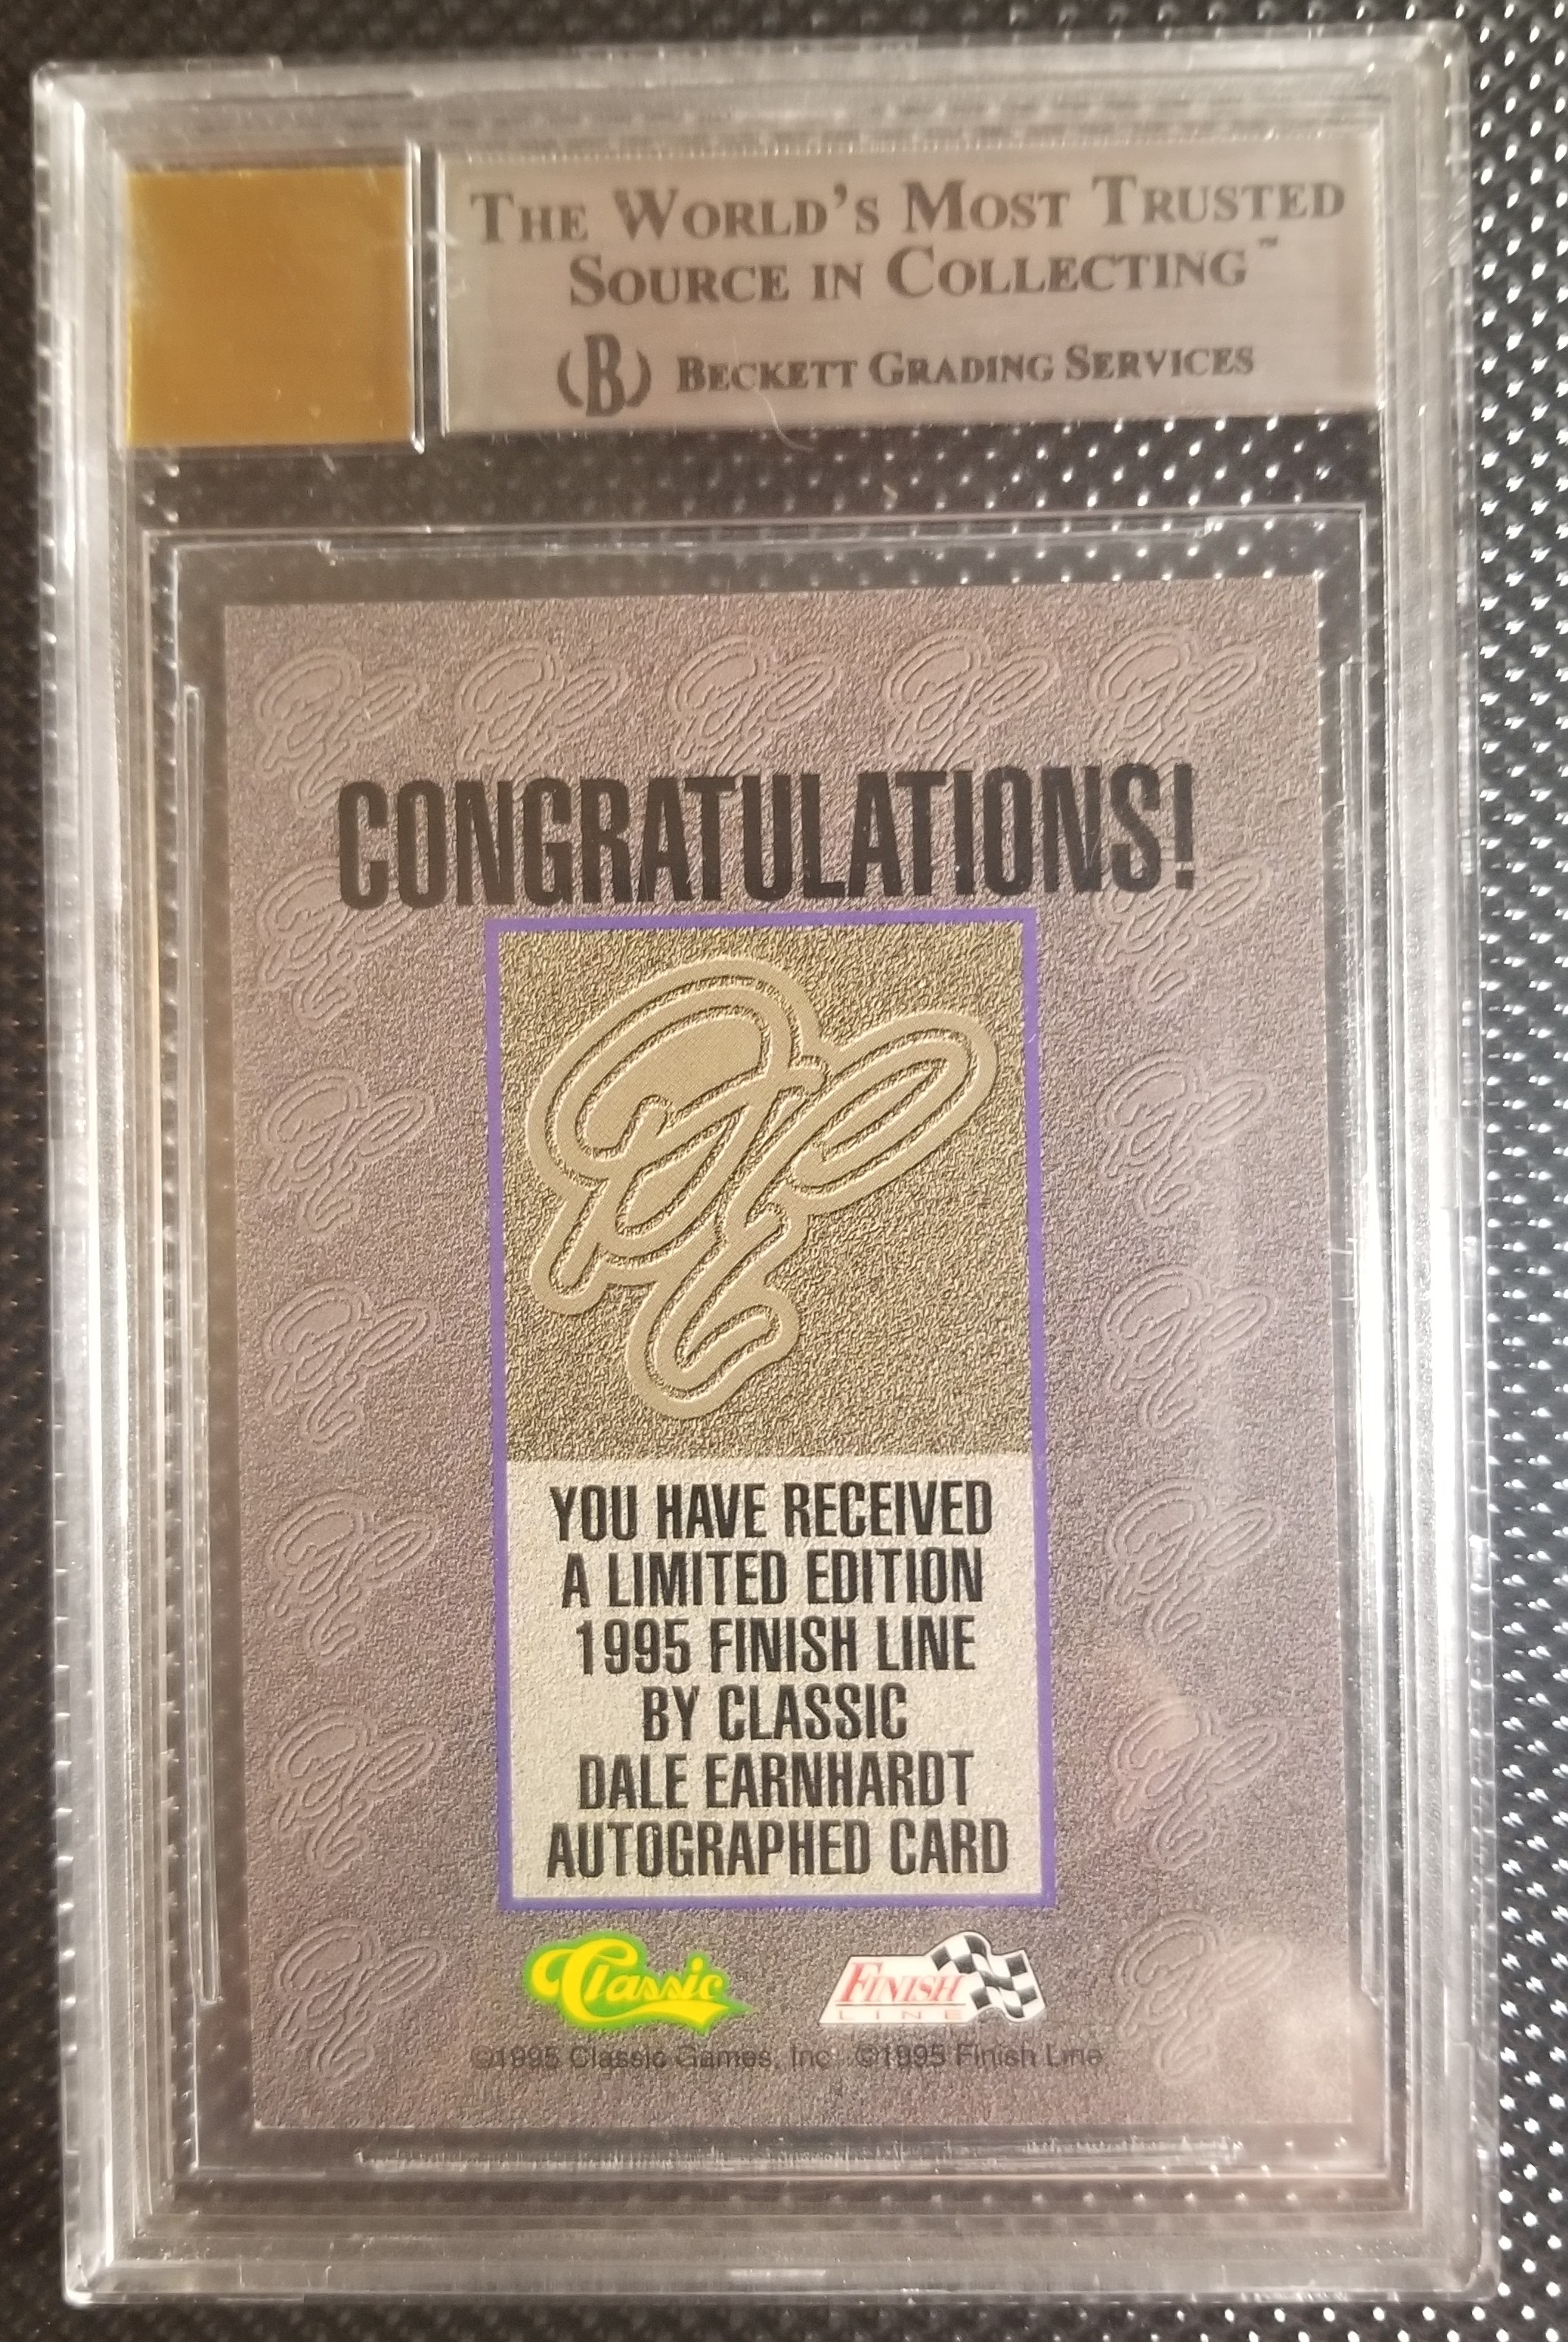 THE WORLD'S MOST TRUSTED
SOURCE IN COLLECTING™
(B) BECKETT GRADING SERVICES
CONGRATULATIONS!
YOU HAVE RECEIVED
A LIMITED EDITION
1995 FINISH LINE
BY CLASSIC
DALE EARNHARDT
AUTOGRAPHED CARD
Classic
FINISH
LINE
©1995 Classic Games, Inc ©1995 Finish Line